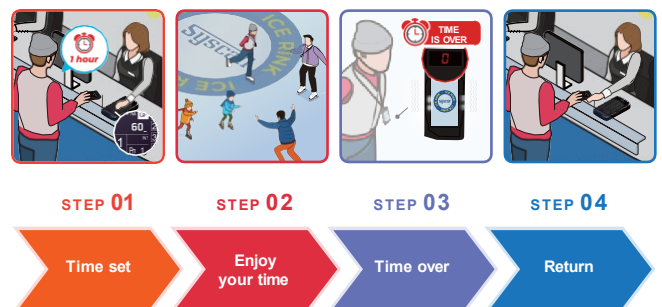 1 hour
60
Sysco
ICE RINK
TIME
IS OVER
0
STEP 01
STEP 02
STEP 03
STEP 04
Time set
Enjoy
your time
Time over
Return